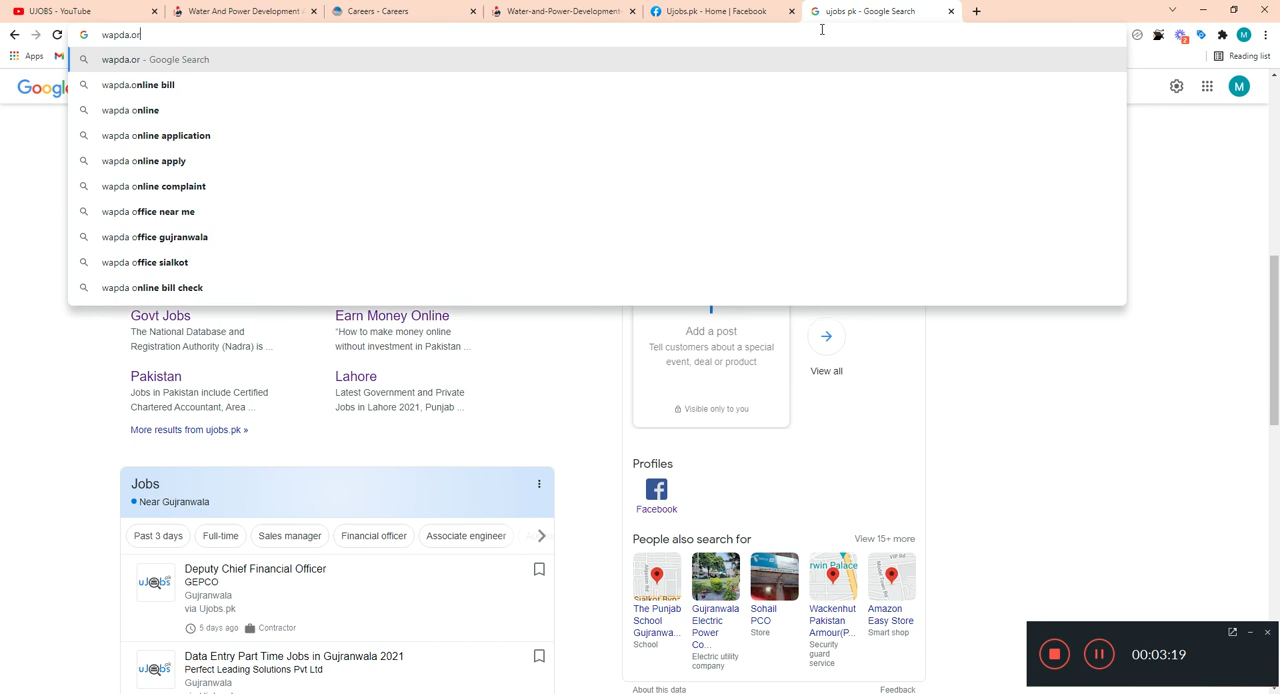 UJOBS - YouTube
Water And Power Development A
Careers - Careers
Water-and-Power-Development-
Ujobs.pk - Home | Facebook
ujobs pk - Google Search
wapda.or
Apps
Reading list
wapda.or - Google Search
wapda.online bill
wapda online
wapda online application
wapda online apply
wapda online complaint
wapda office near me
wapda office gujranwala
wapda office sialkot
wapda online bill check
Google
M
M
2
Govt Jobs
The National Database and
Registration Authority (Nadra) is ...
Earn Money Online
"How to make money online
without investment in Pakistan ...
Pakistan
Jobs in Pakistan include Certified
Chartered Accountant, Area ...
Lahore
Latest Government and Private
Jobs in Lahore 2021, Punjab ...
More results from ujobs.pk »
Jobs
Near Gujranwala
Past 3 days
Full-time
Sales manager
Financial officer
Associate engineer
UJOBS
Deputy Chief Financial Officer
GEPCO
Gujranwala
via Ujobs.pk
5 days ago
Contractor
UJOBS
Data Entry Part Time Jobs in Gujranwala 2021
Perfect Leading Solutions Pvt Ltd
Gujranwala
Add a post
Tell customers about a special
event, deal or product
Visible only to you
View all
Profiles
Facebook
People also search for
View 15+ more
The Punjab
School
Gujranwa...
School
Gujranwala
Electric
Power
Co...
Electric utility
company
Sohail
PCO
Store
Wackenhut
Pakistan
Armour(P...
Security
guard
service
Amazon
Easy Store
Smart shop
About this data
Feedback
00:03:19